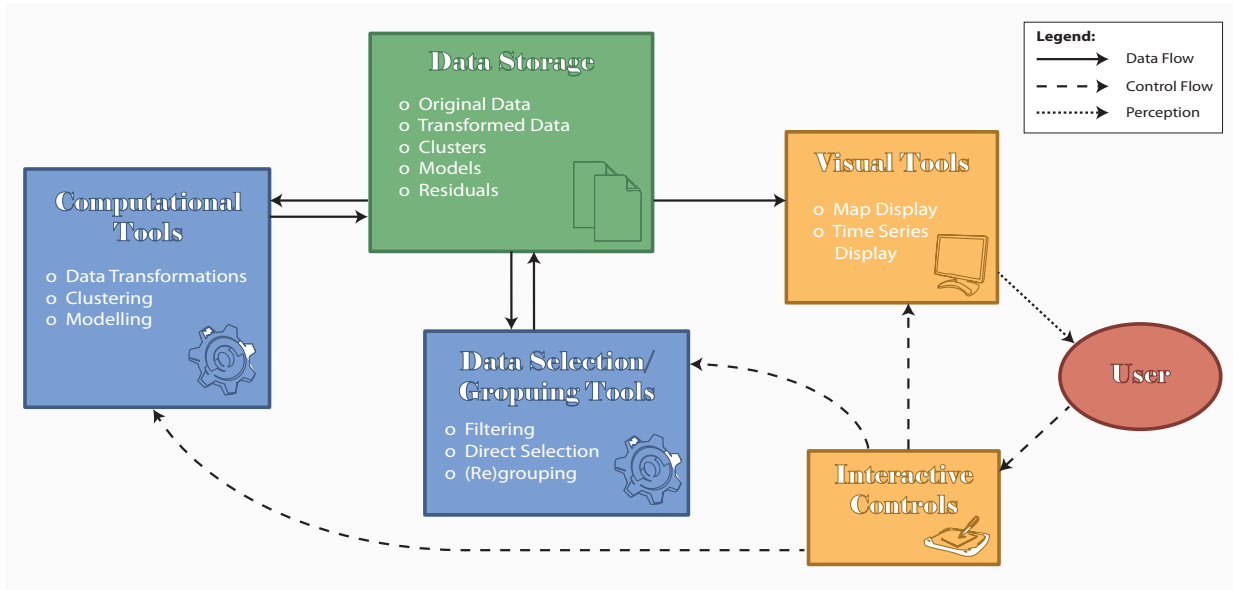 Legend:
Data Flow
Control Flow
Perception
Data Storage
o Original Data
o Transformed Data
o Clusters
o Models
o Residuals
Visual Tools
o Map Display
o Time Series
Display
Computational
Tools
o Data Transformations
o Clustering
o Modelling
Data Selection/
Gropuing Tools
o Filtering
o Direct Selection
o (Re)grouping
User
Interactive
Controls